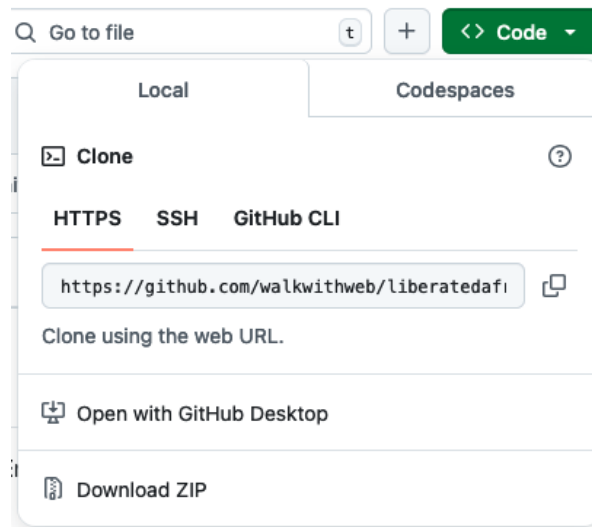 Go to file t + <> Code
Local Codespaces
Clone
HTTPS SSH GitHub CLI
https://github.com/walkwithweb/liberatedafr
Clone using the web URL.
Open with GitHub Desktop
Download ZIP